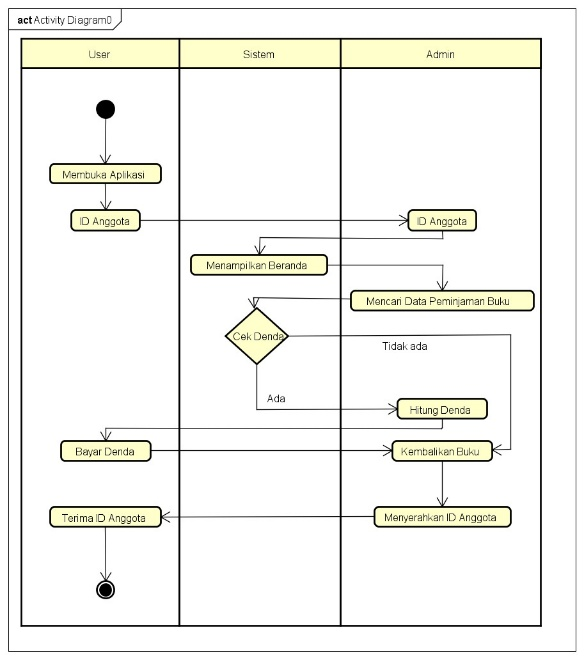 act Activity Diagram0
User
Sistem
Admin
Membuka Aplikasi
ID Anggota
ID Anggota
Menampilkan Beranda
Mencari Data Peminjaman Buku
Cek Denda
Tidak ada
Ada
Hitung Denda
Bayar Denda
Kembalikan Buku
Terima ID Anggota
Menyerahkan ID Anggota